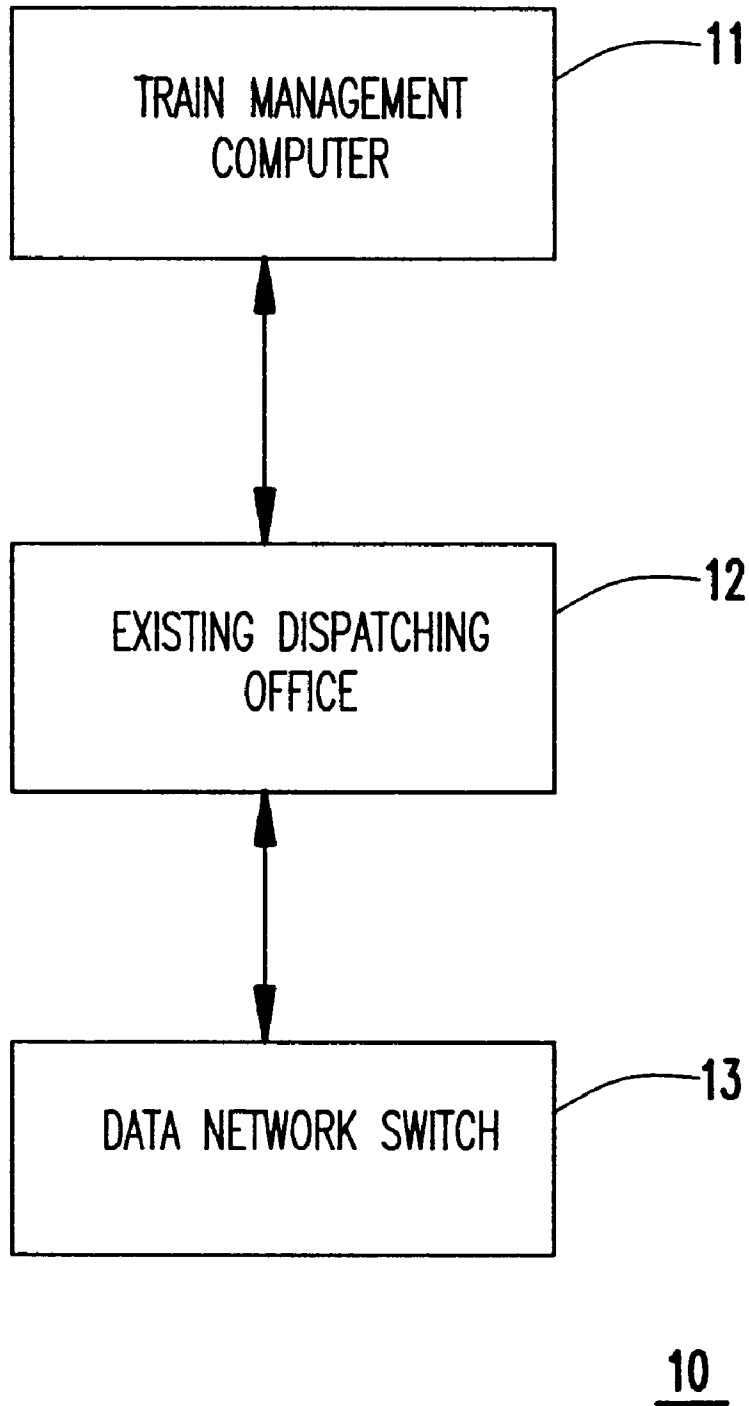 11
TRAIN MANAGEMENT
COMPUTER
12
EXISTING DISPATCHING
OFFICE
13
DATA NETWORK SWITCH
10